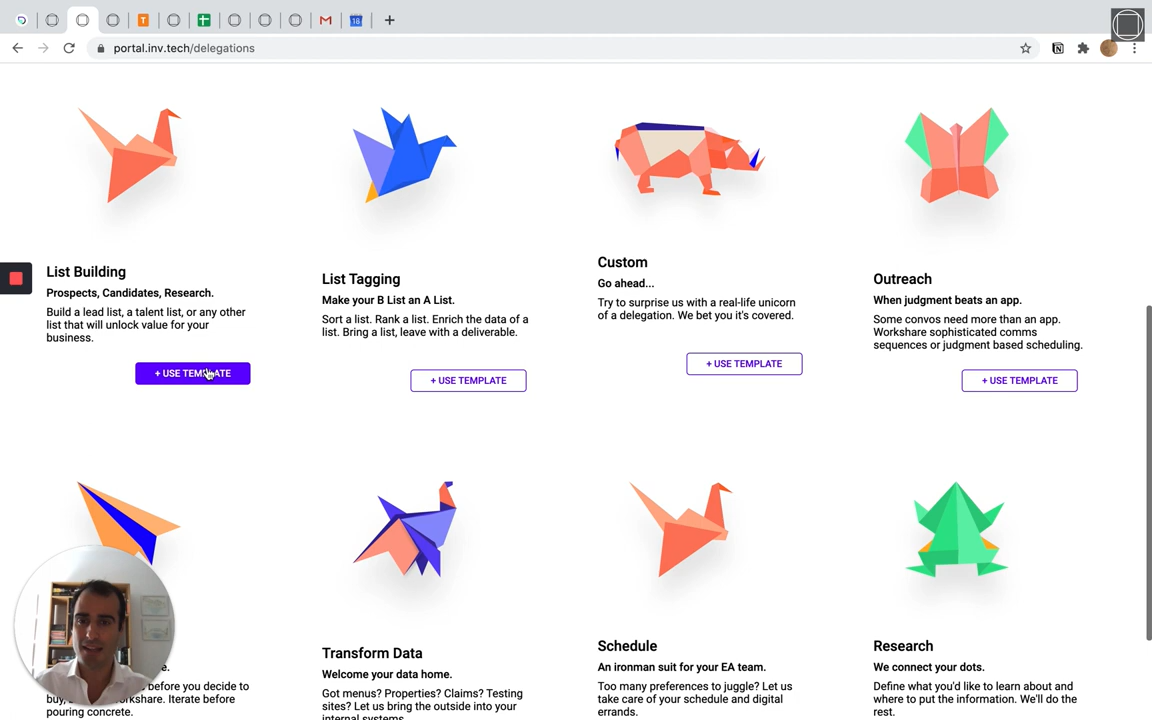 T
18
portal.inv.tech/delegations
List Building
Prospects, Candidates, Research.
Build a lead list, a talent list, or any other
list that will unlock value for your
business.
+ USE TEMPLATE
List Tagging
Make your B List an A List.
Sort a list. Rank a list. Enrich the data of a
list. Bring a list, leave with a deliverable.
+ USE TEMPLATE
Custom
Go ahead...
Try to surprise us with a real-life unicorn
of a delegation. We bet you it's covered.
+ USE TEMPLATE
Outreach
When judgment beats an app.
Some convos need more than an app.
Workshare sophisticated comms
sequences or judgment based scheduling.
+ USE TEMPLATE
before you decide to
buy,
Iterate before
pouring concrete.
Transform Data
Welcome your data home.
Got menus? Properties? Claims? Testing
sites? Let us bring the outside into your
internal systems.
Schedule
An ironman suit for your EA team.
Too many preferences to juggle? Let us
take care of your schedule and digital
errands.
Research
We connect your dots.
Define what you'd like to learn about and
where to put the information. We'll do the
rest.